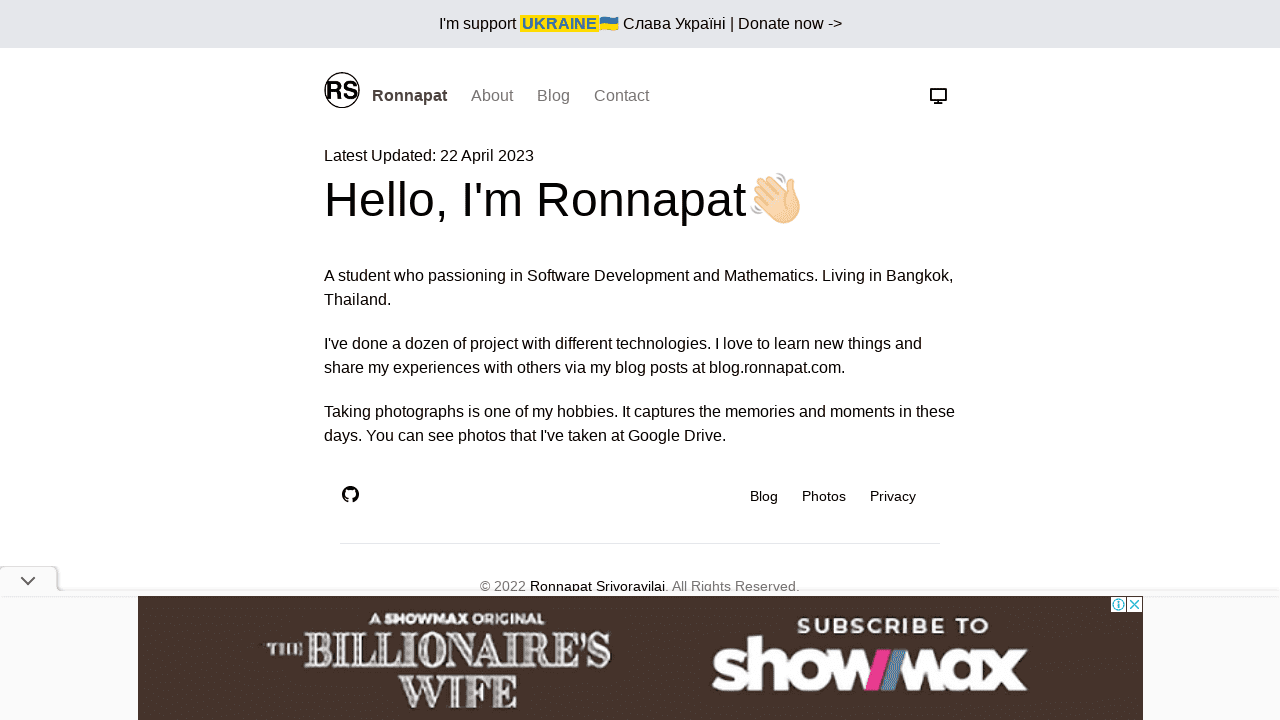 I'm support UKRAINE🇺🇦 Слава Україні | Donate now ->
RS
Ronnapat About Blog Contact
Latest Updated: 22 April 2023
Hello, I'm Ronnapat👋🏻
A student who passioning in Software Development and Mathematics. Living in Bangkok,
Thailand.
I've done a dozen of project with different technologies. I love to learn new things and
share my experiences with others via my blog posts at blog.ronnapat.com.
Taking photographs is one of my hobbies. It captures the memories and moments in these
days. You can see photos that I've taken at Google Drive.
Blog Photos Privacy
© 2022 Ronnapat Srivoravilai. All Rights Reserved.
A SHOWMAX ORIGINAL
THE BILLIONAIRE'S
WIFE
SUBSCRIBE TO
showmax